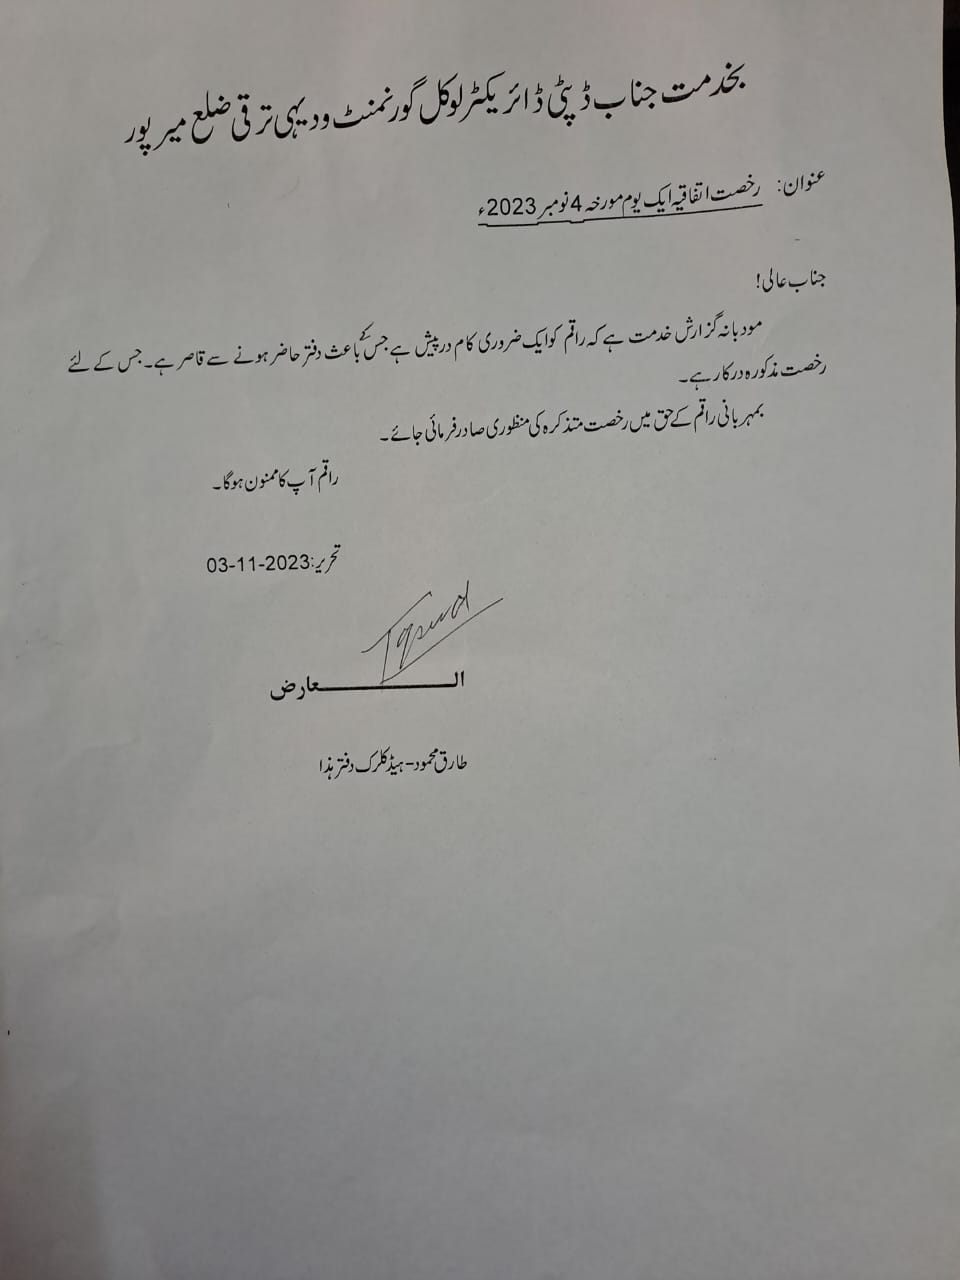 بخدمت جناب ڈپٹی ڈائریکٹر لوکل گورنمنٹ و دیہی ترقی ضلع میر پور
عنوان: رخصت اتفاقیہ ایک یوم مورخہ 4 نومبر 2023ء
جناب عالی!
مودبانہ گزارش خدمت ہے کہ راقم کو ایک ضروری کام درپیش ہے جس کے باعث دفتر حاضر ہونے سے قاصر ہے۔ جس کے لئے
رخصت مذکورہ درکار ہے۔
بمہربانی راقم کے حق میں رخصت متذکرہ کی منظوری صادر فرمائی جائے۔
راقم آپ کا ممنون ہوگا۔
تحریر:03-11-2023
العارض
طارق محمود- ہیڈ کلرک دفتر ہذا